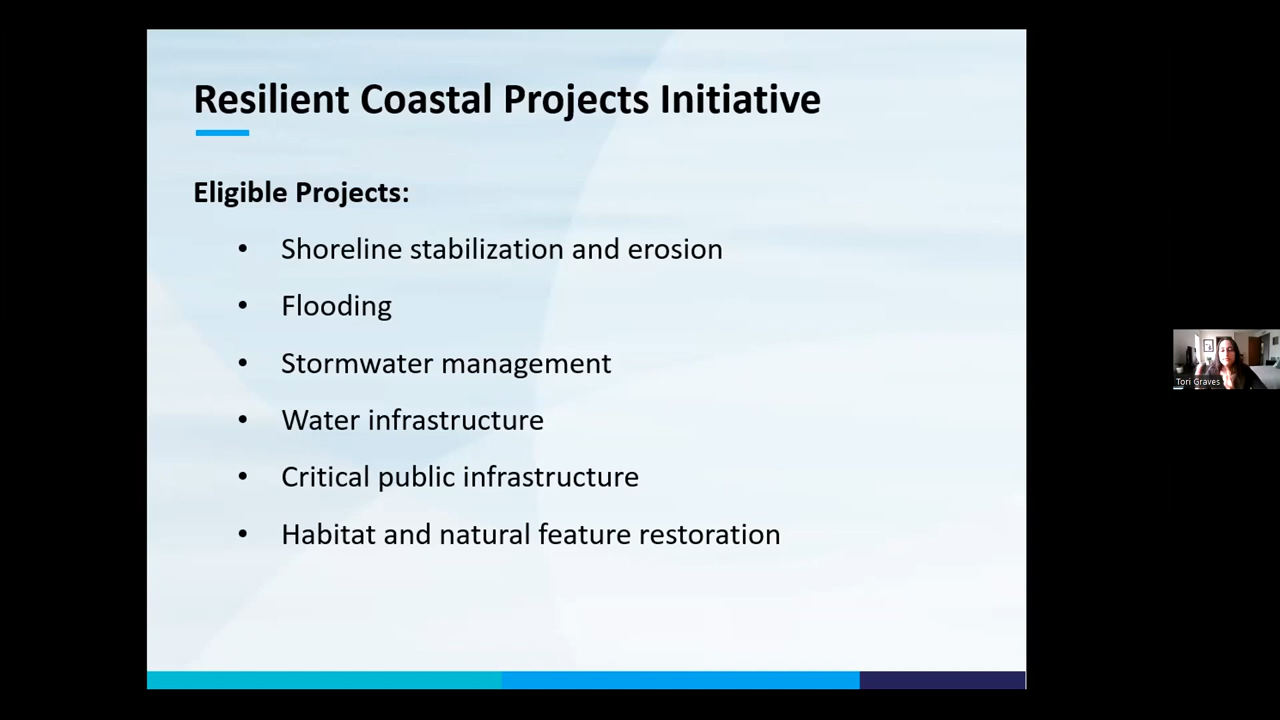 Resilient Coastal Projects Initiative
Eligible Projects:
• Shoreline stabilization and erosion
• Flooding
• Stormwater management
• Water infrastructure
• Critical public infrastructure
• Habitat and natural feature restoration
Tori Graves